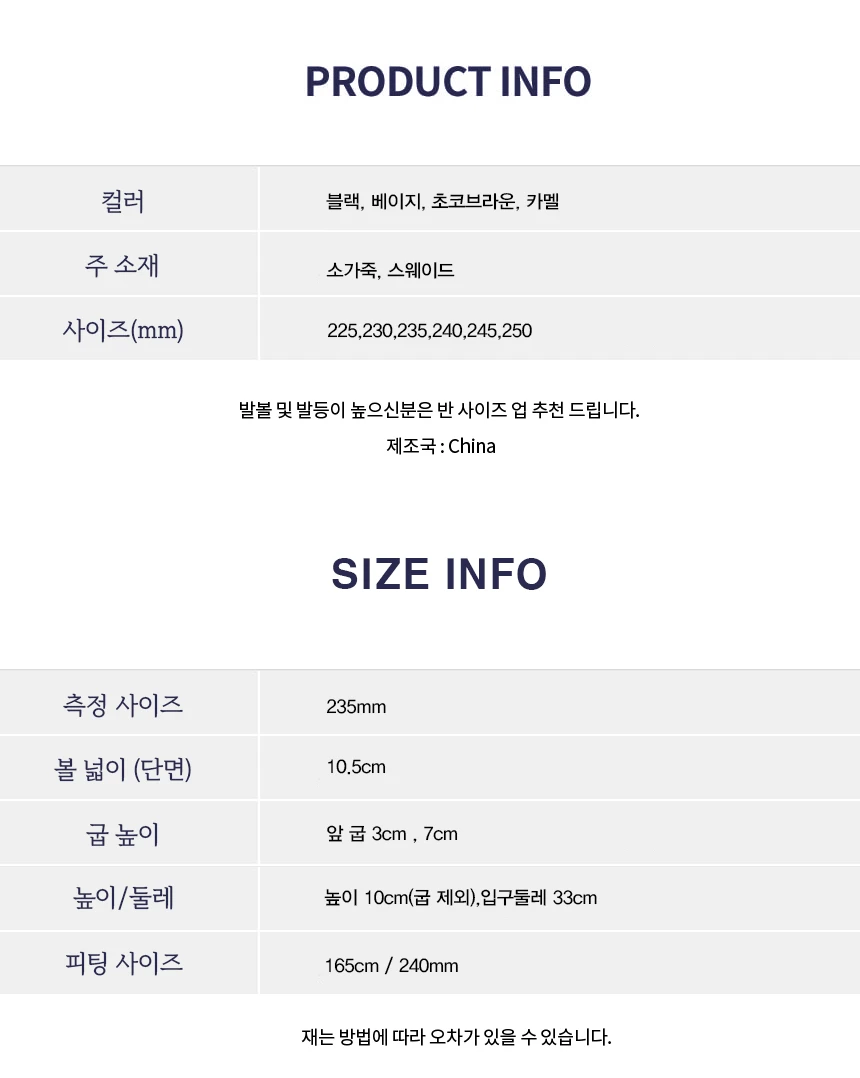 PRODUCT INFO
컬러 블랙, 베이지, 초코브라운, 카멜
주 소재 소가죽, 스웨이드
사이즈(mm) 225,230,235,240,245,250
발볼 및 발등이 높으신분은 반 사이즈 업 추천 드립니다.
제조국 : China
SIZE INFO
측정 사이즈 235mm
볼 넓이 (단면) 10.5cm
굽 높이 앞 굽 3cm , 7cm
높이/둘레 높이 10cm(굽 제외),입구둘레 33cm
피팅 사이즈 165cm / 240mm
재는 방법에 따라 오차가 있을 수 있습니다.